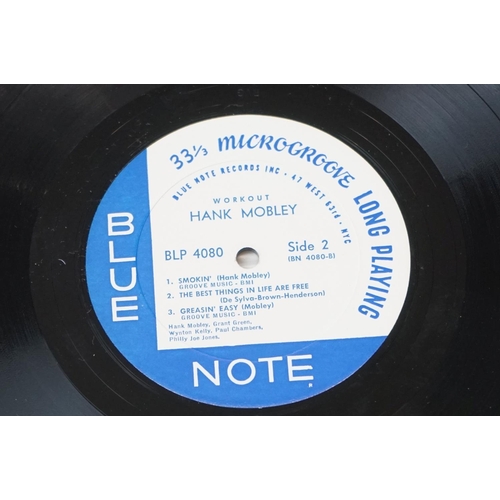 33 1/3 MICROGROOVE LONG PLAYING
BLUE NOTE RECORDS INC • 47 WEST 63rd • NYC
WORKOUT
HANK MOBLEY
BLP 4080
Side 2
(BN 4080-B)
1. SMOKIN' (Hank Mobley)
GROOVE MUSIC - BMI
2. THE BEST THINGS IN LIFE ARE FREE
(De Sylva-Brown-Henderson)
3. GREASIN' EASY (Mobley)
GROOVE MUSIC - BMI
Hank Mobley, Grant Green,
Wynton Kelly, Paul Chambers,
Philly Joe Jones.
BLUE
NOTE
R